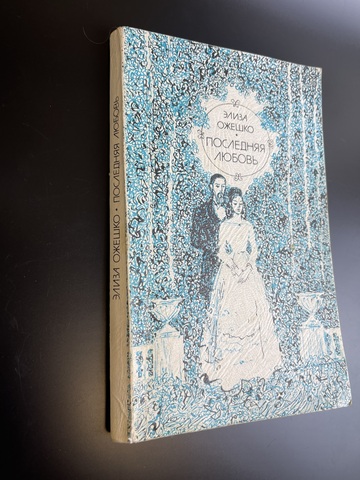 ЭЛИЗА
ОЖЕШКО
•
ПОСЛЕДНЯЯ
ЛЮБОВЬ
ЭЛИЗА ОЖЕШКО • ПОСЛЕДНЯЯ ЛЮБОВЬ